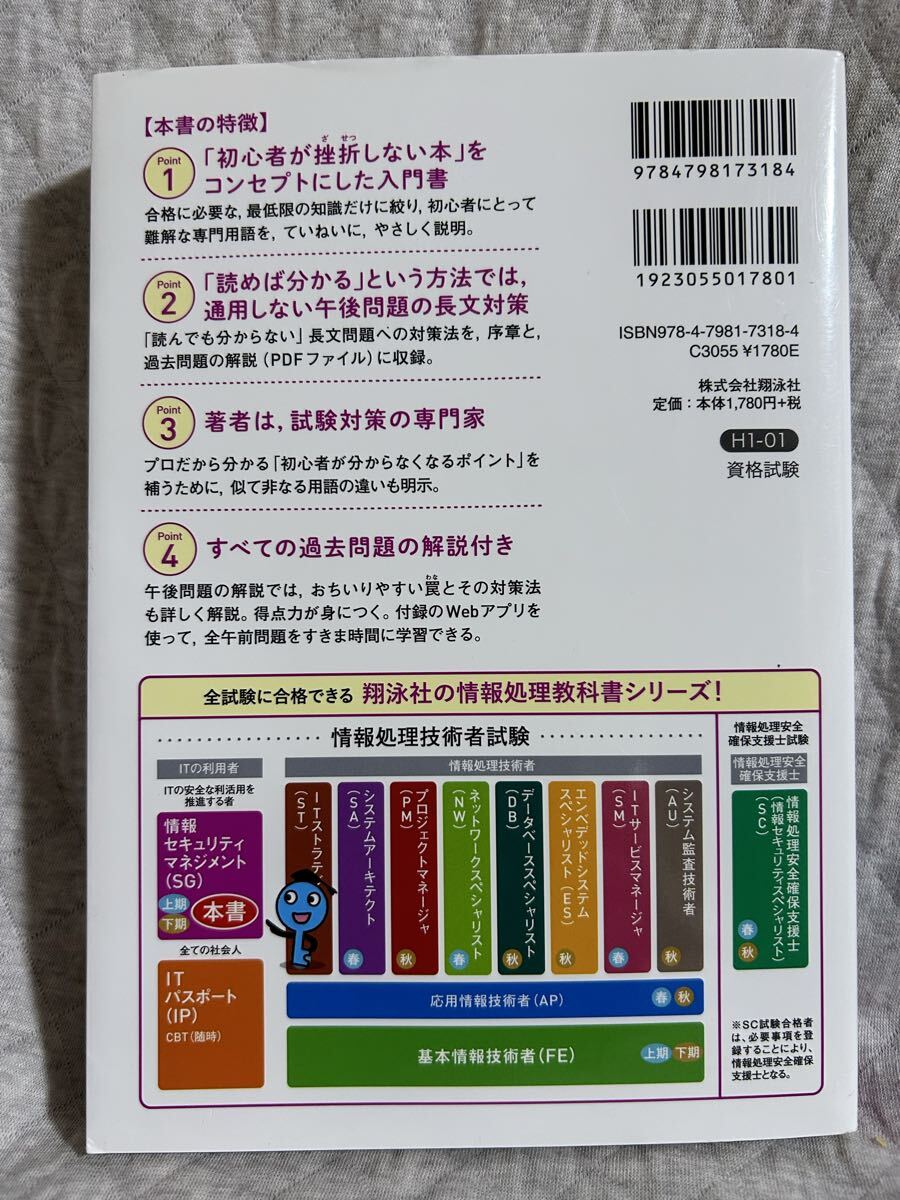 【本書の特徴】
Point
1
「初心者が挫折しない本」を
ざ せつ
コンセプトにした入門書
合格に必要な,最低限の知識だけに絞り,初心者にとって
難解な専門用語を,ていねいに,やさしく説明。
Point
2
「読めば分かる」という方法では,
通用しない午後問題の長文対策
「読んでも分からない」長文問題への対策法を,序章と,
過去問題の解説(PDFファイル)に収録。
Point
3
著者は,試験対策の専門家
プロだから分かる「初心者が分からなくなるポイント」を
補うために,似て非なる用語の違いも明示。
Point
4
すべての過去問題の解説付き
午後問題の解説では,おちいりやすい罠とその対策法
わな
も詳しく解説。得点力が身につく。付録のWebアプリを
使って,全午前問題をすきま時間に学習できる。
9784798173184
1923055017801
ISBN978-4-7981-7318-4
C3055 ¥1780E
株式会社翔泳社
定価:本体1,780円+税
H1-01
資格試験
全試験に合格できる 翔泳社の情報処理教科書シリーズ!
情報処理技術者試験
ITの利用者
ITの安全な利活用を
推進する者
情報
セキュリティ
マネジメント
(SG)
上期
下期
本書
全ての社会人
IT
パスポート
(IP)
CBT(随時)
情報処理技術者
ITストラテジ
(ST)
システムアーキテクト
(SA)
春
プロジェクトマネージャ
(PM)
秋
ネットワークスペシャリスト
(NW)
春
データベーススペシャリスト
(DB)
秋
エンベデッドシステム
スペシャリスト(ES)
秋
ITサービスマネージャ
(SM)
春
システム監査技術者
(AU)
秋
応用情報技術者(AP)
春
秋
基本情報技術者(FE)
上期
下期
情報処理安全
確保支援士試験
情報処理安全
確保支援士
情報処理安全確保支援士
(情報セキュリティスペシャリスト)
(SC)
春
秋
※SC試験合格者
は、必要事項を登
録することにより、
情報処理安全確保
支援士となる。